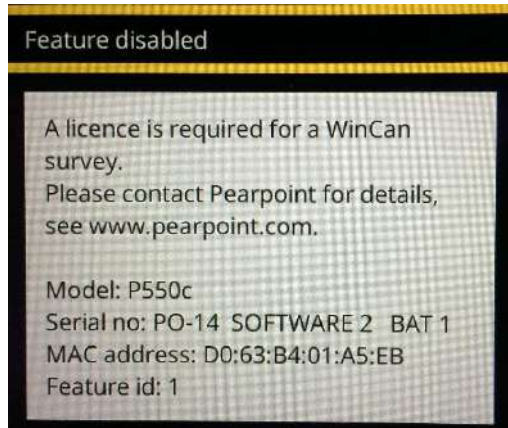 Feature disabled
A licence is required for a WinCan
survey.
Please contact Pearpoint for details,
see www.pearpoint.com.
Model: P550c
Serial no: PO-14 SOFTWARE 2 BAT 1
MAC address: D0:63:B4:01:A5:EB
Feature id: 1